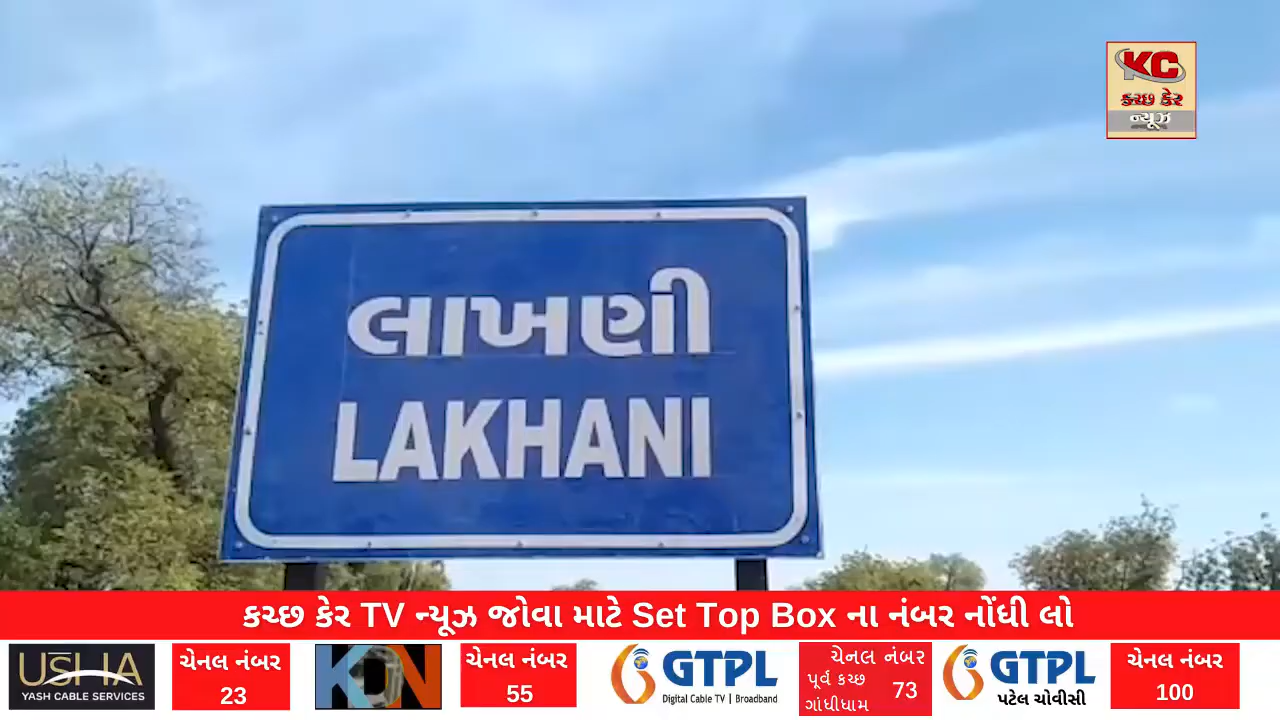 KC
કચ્છ કેર
ન્યૂઝ
લાખણી
LAKHANI
કચ્છ કેર TV ન્યૂઝ જોવા માટે Set Top Box ના નંબર નોંધી લો
USHA
YASH CABLE SERVICES
ચેનલ નંબર
23
KDN
ચેનલ નંબર
55
GTPL
Digital Cable TV | Broadband
ચેનલ નંબર
પૂર્વ કચ્છ
ગાંધીધામ
73
GTPL
પટેલ ચોવીસી
ચેનલ નંબર
100